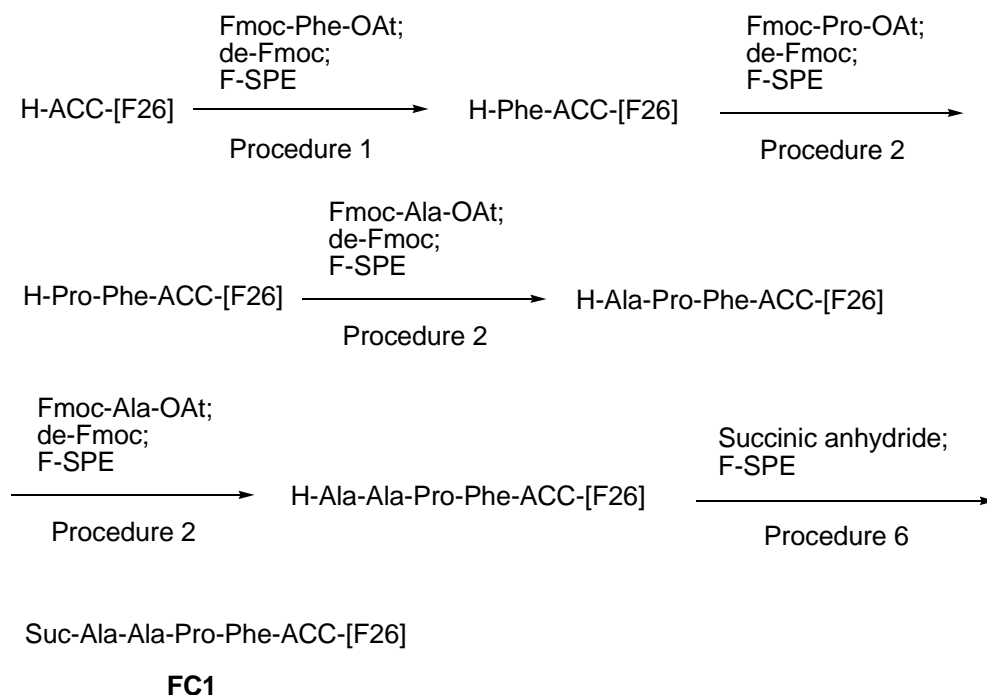 Fmoc-Phe-OAt;
de-Fmoc;
F-SPE
H-ACC-[F26]
Procedure 1
H-Phe-ACC-[F26]
Fmoc-Pro-OAt;
de-Fmoc;
F-SPE
Procedure 2
H-Pro-Phe-ACC-[F26]
Fmoc-Ala-OAt;
de-Fmoc;
F-SPE
Procedure 2
H-Ala-Pro-Phe-ACC-[F26]
Fmoc-Ala-OAt;
de-Fmoc;
F-SPE
Procedure 2
H-Ala-Ala-Pro-Phe-ACC-[F26]
Succinic anhydride;
F-SPE
Procedure 6
Suc-Ala-Ala-Pro-Phe-ACC-[F26]
FC1